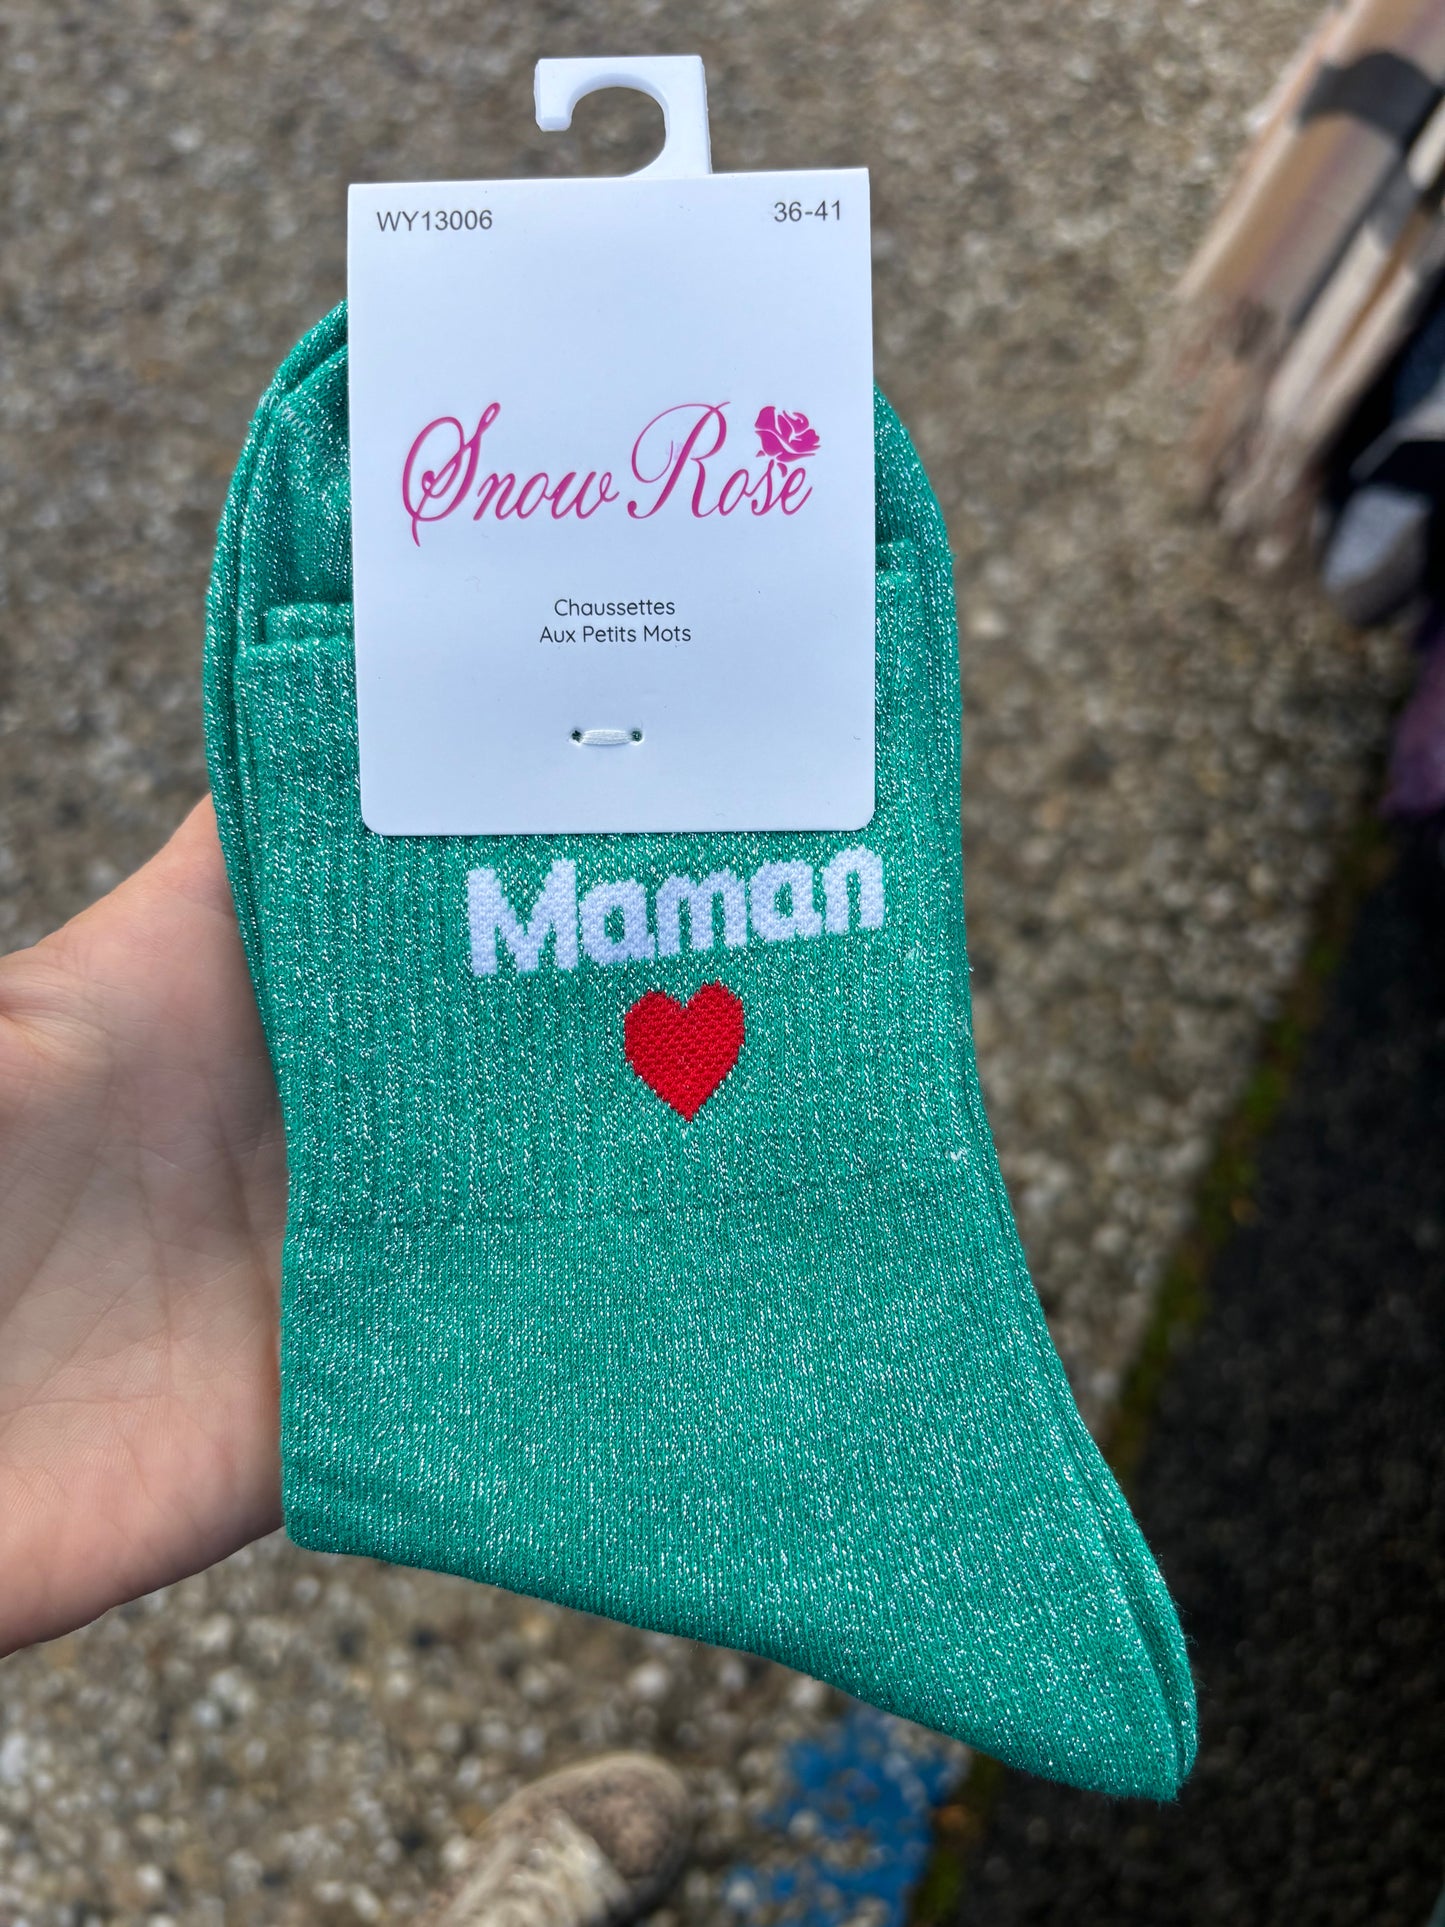 WY13006 36-41
Snow Rose
Chaussettes
Aux Petits Mots
Maman